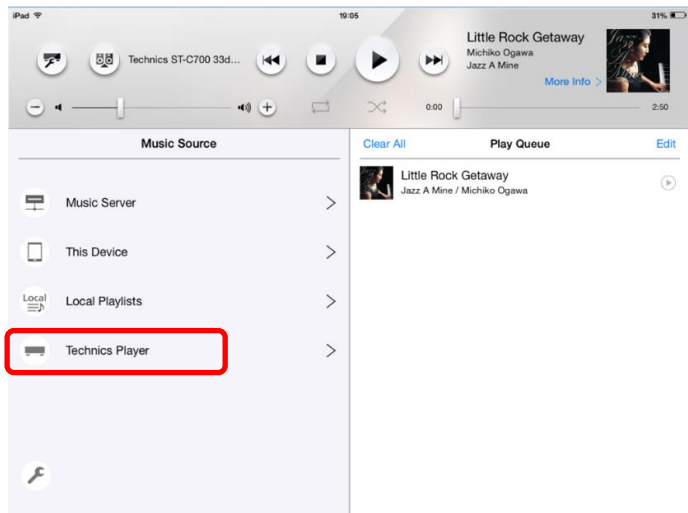 iPad
19:05
31%
Technics ST-C700 33d...
Little Rock Getaway
Michiko Ogawa
Jazz A Mine
More Info >
0:00
2:50
Music Source
Music Server
This Device
Local
Local Playlists
Technics Player
Clear All
Play Queue
Edit
Little Rock Getaway
Jazz A Mine / Michiko Ogawa